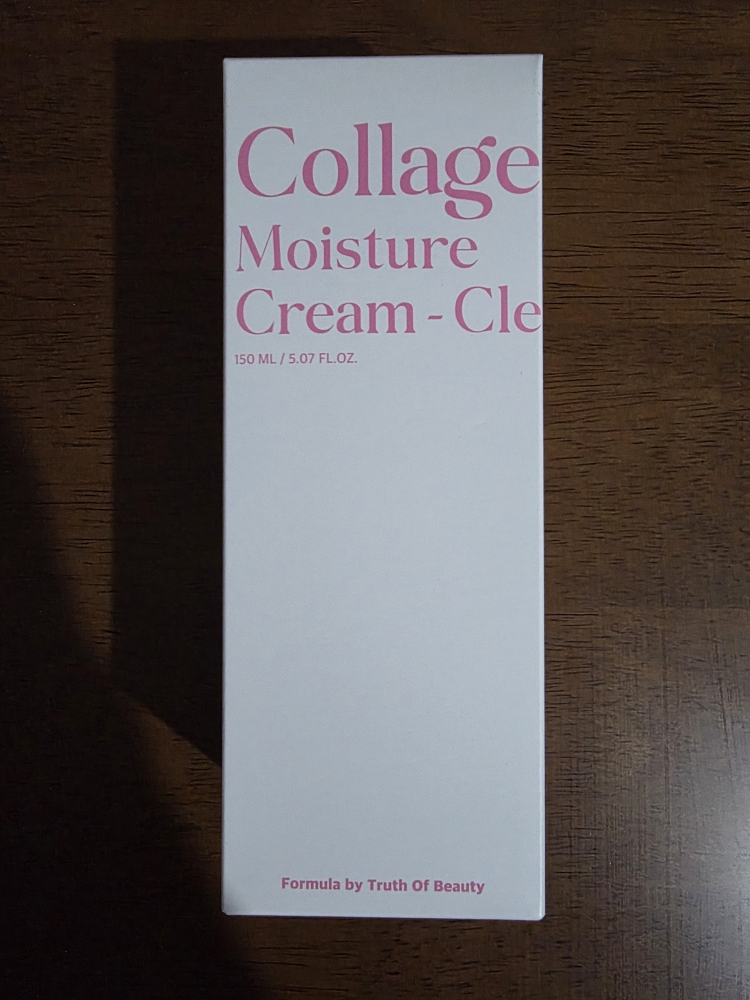 Collage
Moisture
Cream - Cle
150 ML / 5.07 FL.OZ.
Formula by Truth Of Beauty